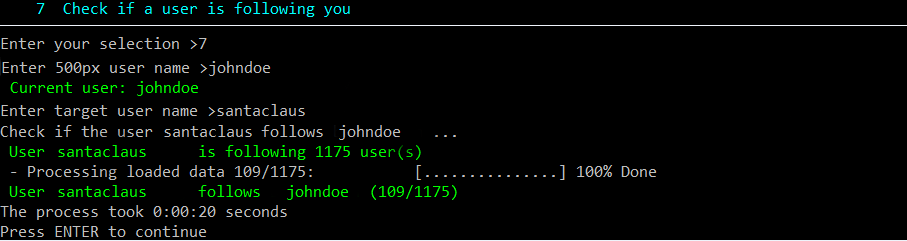 7 Check if a user is following you
Enter your selection >7
Enter 500px user name >johndoe
Current user: johndoe
Enter target user name >santaclaus
Check if the user santaclaus follows johndoe ...
User santaclaus is following 1175 user(s)
- Processing loaded data 109/1175: [...............] 100% Done
User santaclaus follows johndoe (109/1175)
The process took 0:00:20 seconds
Press ENTER to continue